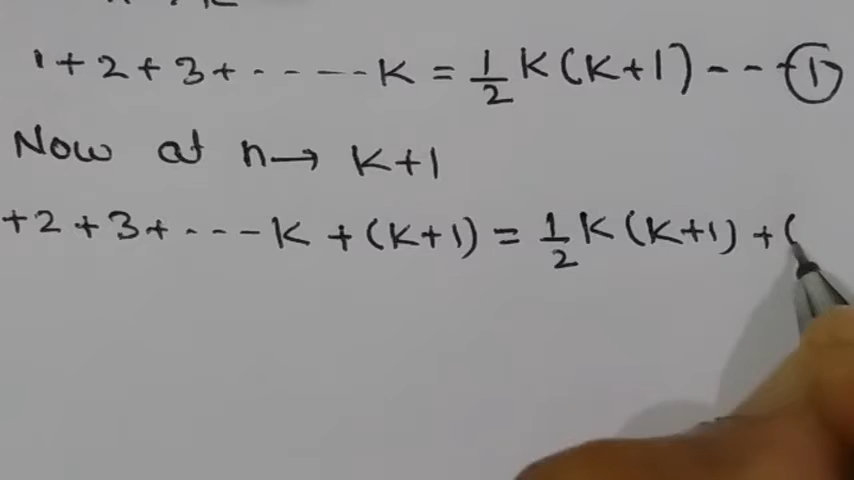 1 + 2 + 3 + ----- K = 1/2 K (K+1) --- ①
Now at n → K+1
+2 + 3 + ---- K + (K+1) = 1/2 K (K+1) + (